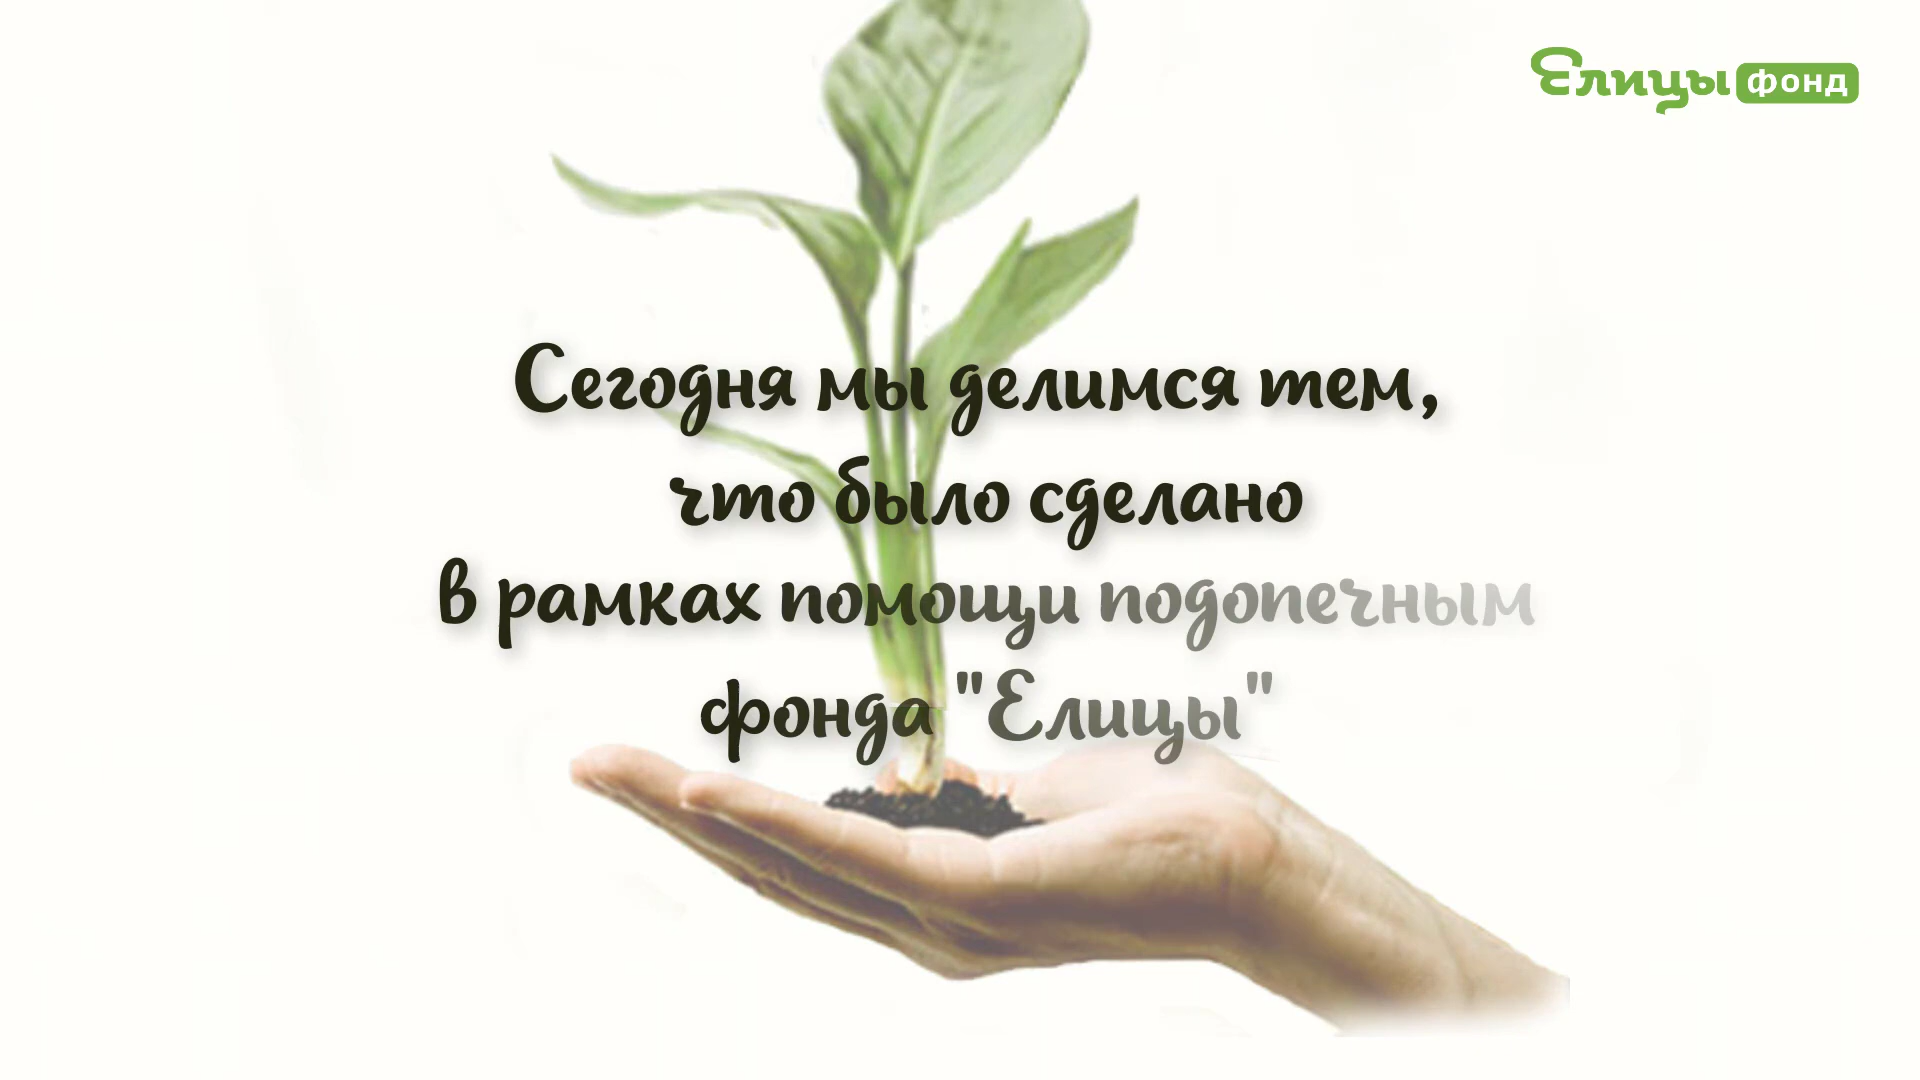 Елицы фонд
Сегодня мы делимся тем,
что было сделано
в рамках помощи подопечным
фонда "Елицы"